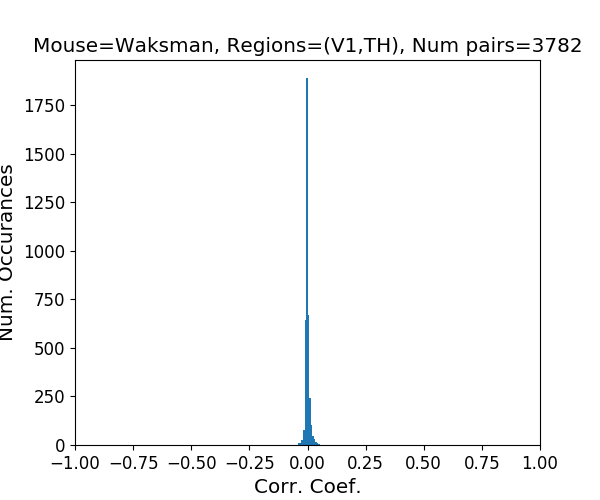 Mouse=Waksman, Regions=(V1,TH), Num pairs=3782
1750
1500
1250
1000
750
500
250
0
Num. Occurances
−1.00 −0.75 −0.50 −0.25 0.00 0.25 0.50 0.75 1.00
Corr. Coef.